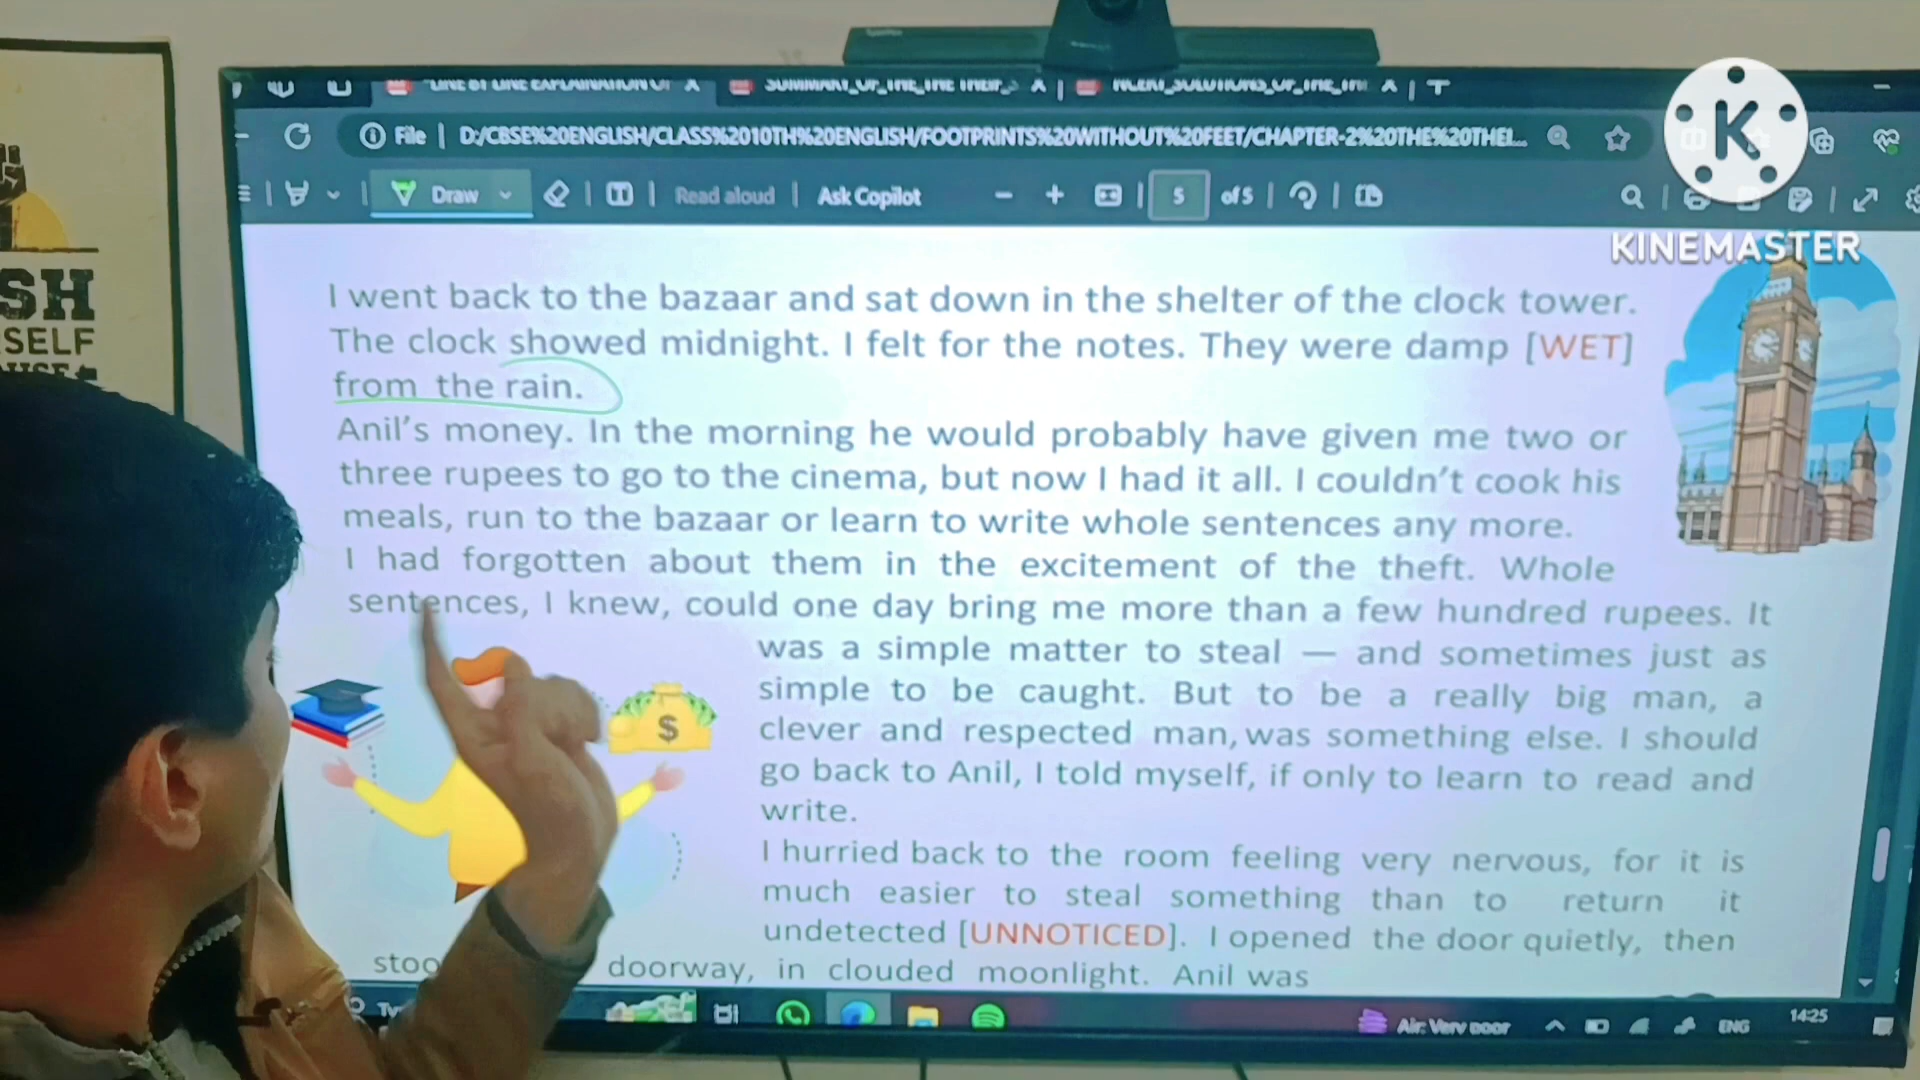 SH
SELF
KINEMASTER
File | D:/CBSE%20ENGLISH/CLASS%2010TH%20ENGLISH/FOOTPRINTS%20WITHOUT%20FEET/CHAPTER-2%20THE%20THEI...
Draw | Read aloud | Ask Copilot 5 of 5
I went back to the bazaar and sat down in the shelter of the clock tower.
The clock showed midnight. I felt for the notes. They were damp [WET]
from the rain.
Anil's money. In the morning he would probably have given me two or
three rupees to go to the cinema, but now I had it all. I couldn't cook his
meals, run to the bazaar or learn to write whole sentences any more.
I had forgotten about them in the excitement of the theft. Whole
sentences, I knew, could one day bring me more than a few hundred rupees. It
was a simple matter to steal — and sometimes just as
simple to be caught. But to be a really big man, a
clever and respected man, was something else. I should
go back to Anil, I told myself, if only to learn to read and
write.
I hurried back to the room feeling very nervous, for it is
much easier to steal something than to return it
undetected [UNNOTICED]. I opened the door quietly, then
stoo doorway, in clouded moonlight. Anil was
$
Air: Very poor ENG 14:25